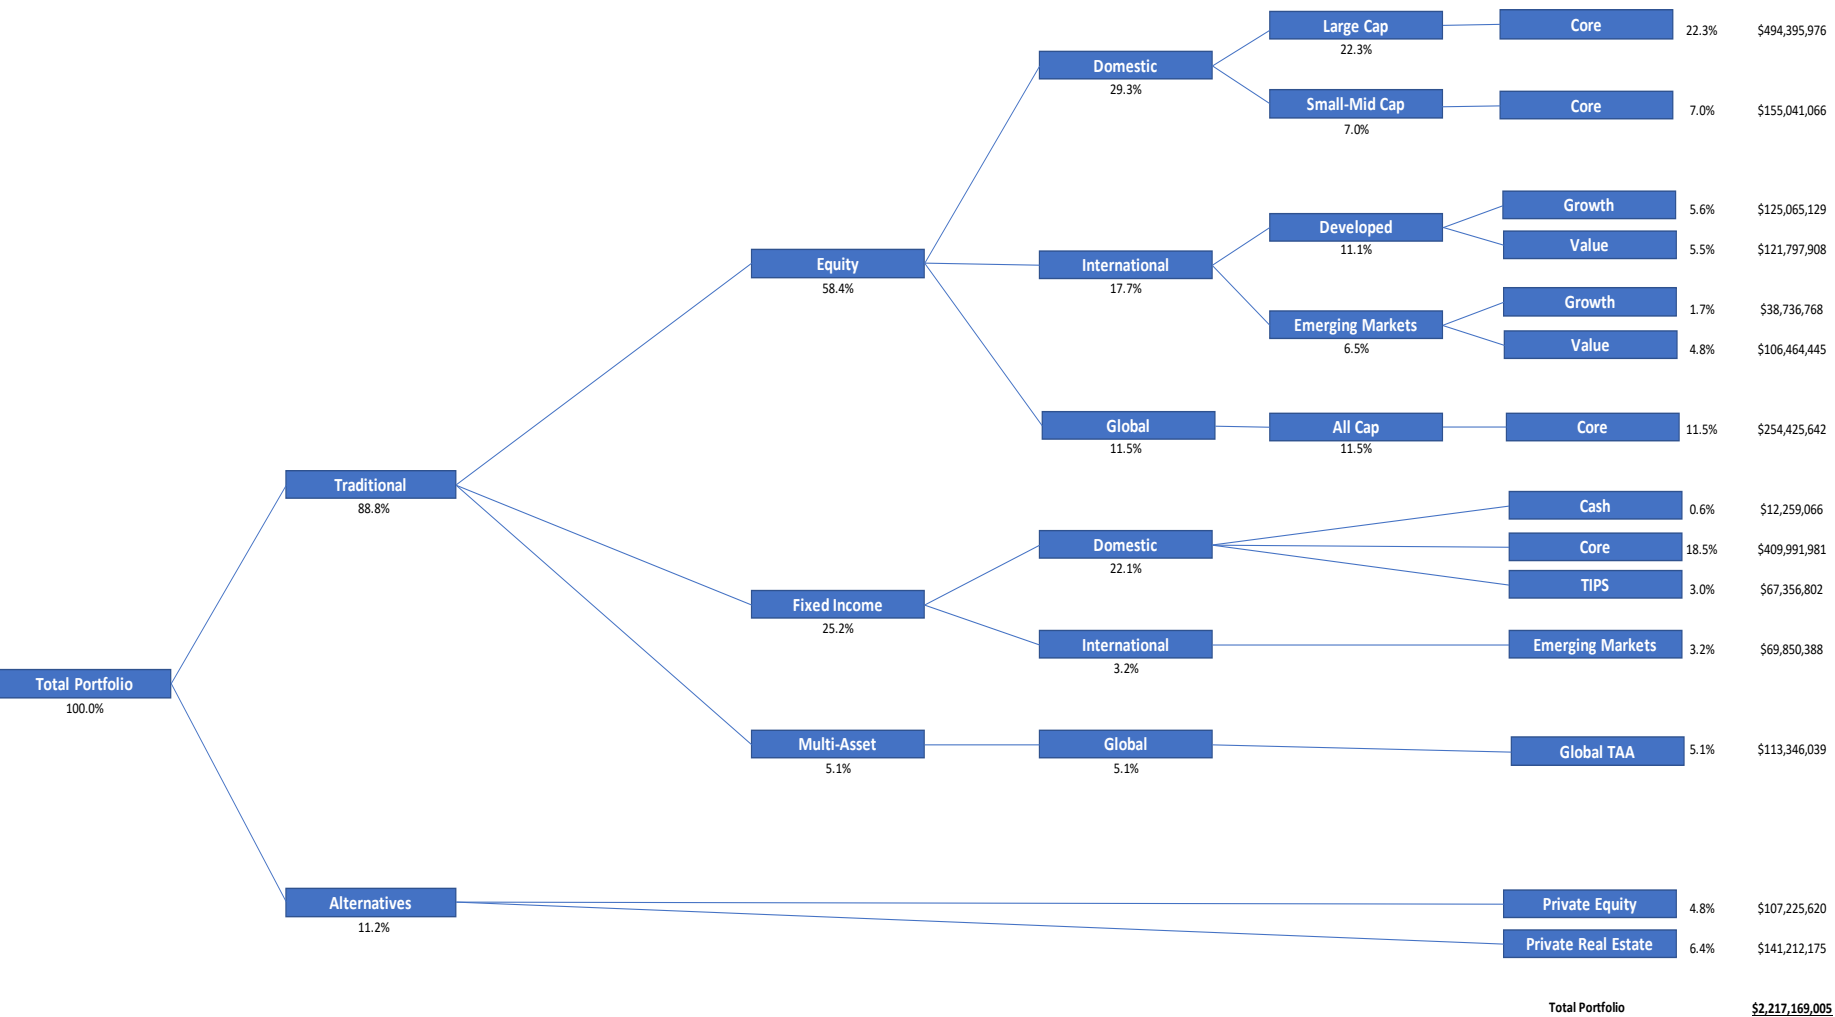 Large Cap
Core
22.3%
$494,395,976
22.3%
Domestic
29.3%
Small-Mid Cap
Core
7.0%
$155,041,066
7.0%
Growth
5.6%
$125,065,129
Developed
11.1%
Value
5.5%
$121,797,908
Equity
58.4%
International
17.7%
Growth
1.7%
$38,736,768
Emerging Markets
6.5%
Value
4.8%
$106,464,445
Global
11.5%
All Cap
11.5%
Core
11.5%
$254,425,642
Traditional
88.8%
Cash
0.6%
$12,259,066
Domestic
22.1%
Core
18.5%
$409,991,981
TIPS
3.0%
$67,356,802
Fixed Income
25.2%
International
3.2%
Emerging Markets
3.2%
$69,850,388
Total Portfolio
100.0%
Multi-Asset
5.1%
Global
5.1%
Global TAA
5.1%
$113,346,039
Alternatives
11.2%
Private Equity
4.8%
$107,225,620
Private Real Estate
6.4%
$141,212,175
Total Portfolio
$2,217,169,005